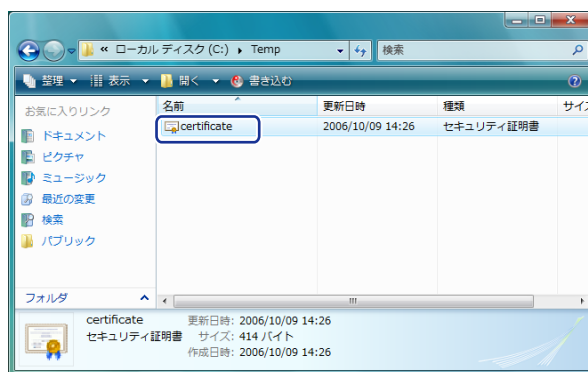 « ローカル ディスク (C:) ▸ Temp
検索
整理 表示 開く 書き込む
お気に入りリンク
ドキュメント
ピクチャ
ミュージック
最近の変更
検索
パブリック
フォルダ
名前 更新日時 種類 サイズ
certificate 2006/10/09 14:26 セキュリティ証明書
certificate 更新日時: 2006/10/09 14:26
セキュリティ証明書 サイズ: 414 バイト
作成日時: 2006/10/09 14:26